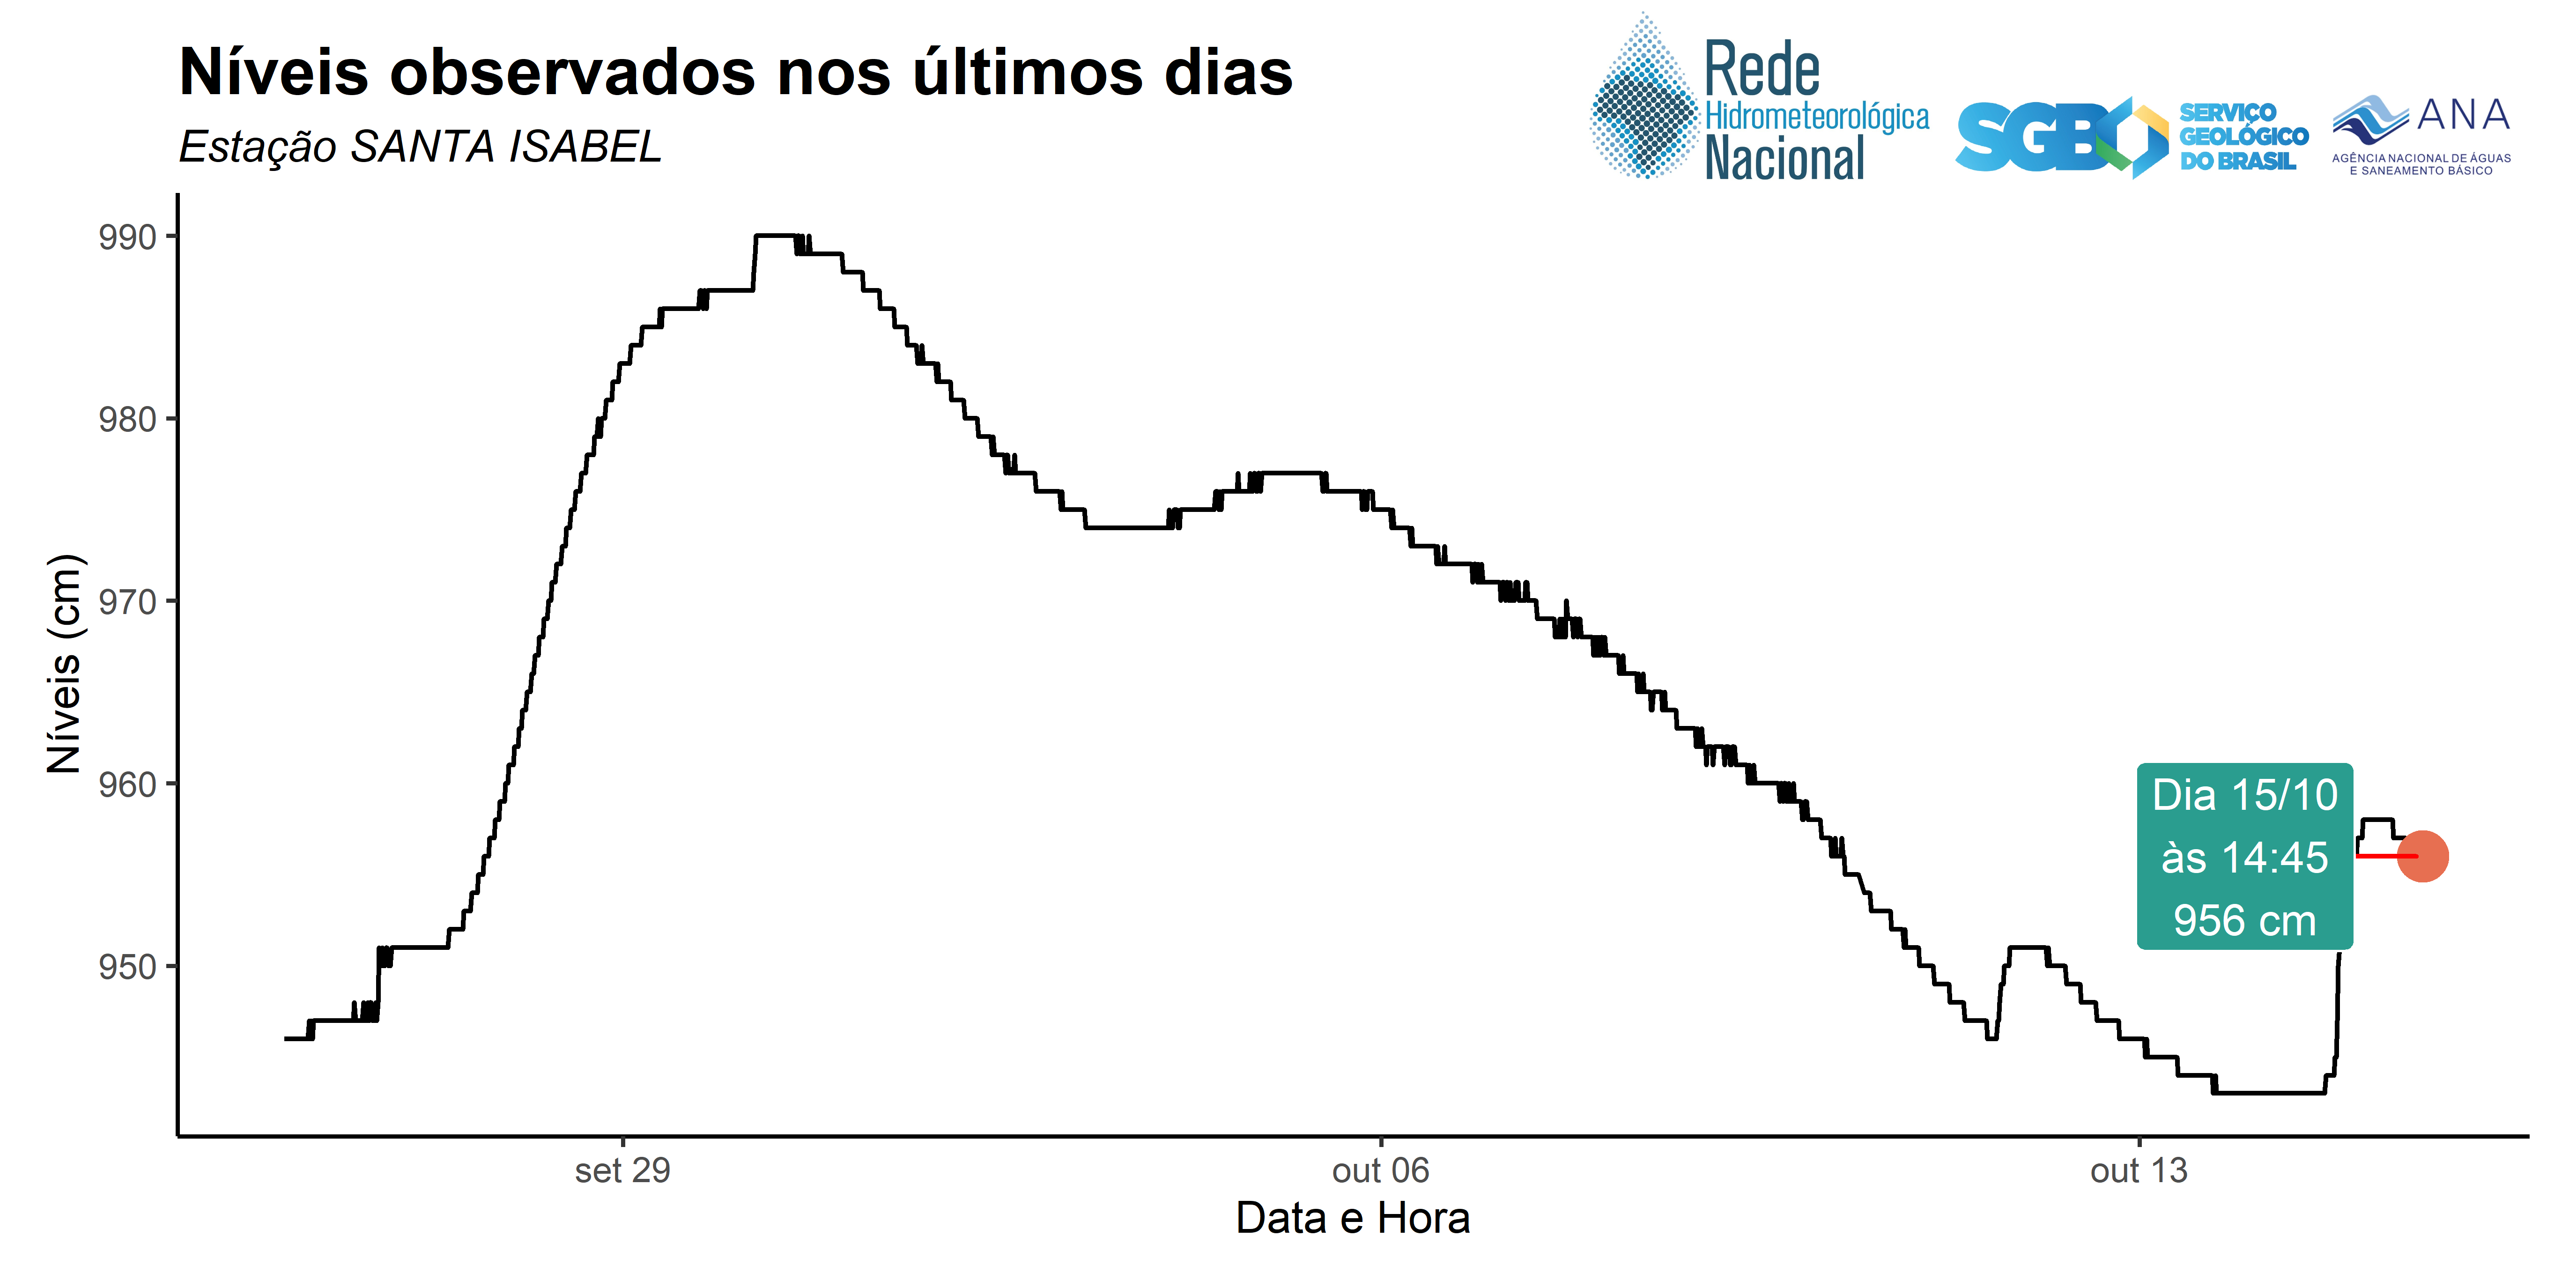 Níveis observados nos últimos dias
Estação SANTA ISABEL
Rede
Hidrometeorológica
Nacional
SGB
SERVIÇO
GEOLÓGICO
DO BRASIL
ANA
AGÊNCIA NACIONAL DE ÁGUAS
E SANEAMENTO BÁSICO
Níveis (cm)
990
980
970
960
950
Dia 15/10
às 14:45
956 cm
set 29
out 06
out 13
Data e Hora